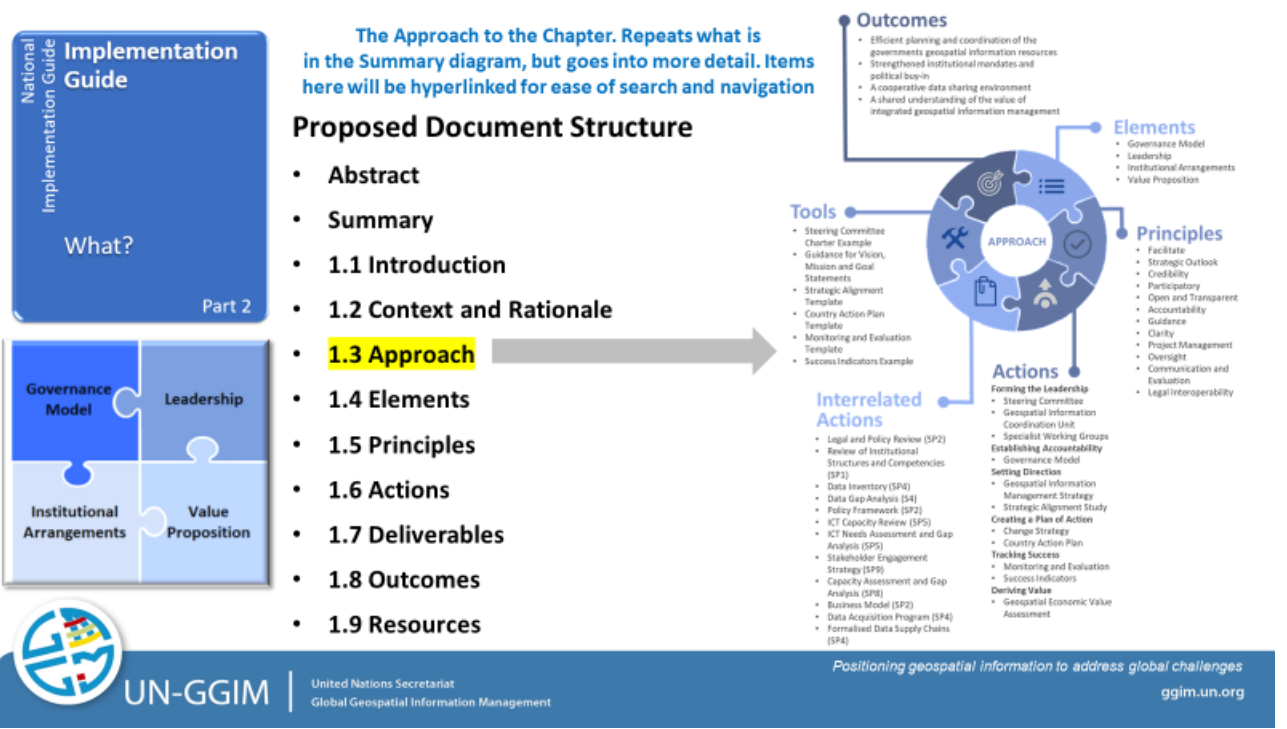 National
Implementation Guide
Implementation
Guide
What?
Part 2
Governance
Model
Leadership
Institutional
Arrangements
Value
Proposition
The Approach to the Chapter. Repeats what is
in the Summary diagram, but goes into more detail. Items
here will be hyperlinked for ease of search and navigation
Proposed Document Structure
• Abstract
• Summary
• 1.1 Introduction
• 1.2 Context and Rationale
• 1.3 Approach
• 1.4 Elements
• 1.5 Principles
• 1.6 Actions
• 1.7 Deliverables
• 1.8 Outcomes
• 1.9 Resources
Outcomes
• Efficient planning and coordination of the
governments geospatial information resources
• Strengthened institutional mandates and
political buy-in
• A cooperative data sharing environment
• A shared understanding of the value of
integrated geospatial information management
Elements
• Governance Model
• Leadership
• Institutional Arrangements
• Value Proposition
APPROACH
Tools
• Steering Committee
Charter Example
• Guidance for Vision,
Mission and Goal
Statements
• Strategic Alignment
Template
• Country Action Plan
Template
• Monitoring and Evaluation
Template
• Success Indicators Example
Principles
• Facilitate
• Strategic Outlook
• Credibility
• Participatory
• Open and Transparent
• Accountability
• Guidance
• Clarity
• Project Management
• Oversight
• Communication and
Evaluation
• Legal Interoperability
Interrelated
Actions
• Legal and Policy Review (SP2)
• Review of Institutional
Structures and Competencies
(SP1)
• Data Inventory (SP4)
• Data Gap Analysis (S4)
• Policy Framework (SP2)
• ICT Capacity Review (SP5)
• ICT Needs Assessment and Gap
Analysis (SP5)
• Stakeholder Engagement
Strategy (SP9)
• Capacity Assessment and Gap
Analysis (SP8)
• Business Model (SP2)
• Data Acquisition Program (SP4)
• Formalised Data Supply Chains
(SP4)
Actions
Forming the Leadership
• Steering Committee
• Geospatial Information
Coordination Unit
• Specialist Working Groups
Establishing Accountability
• Governance Model
Setting Direction
• Geospatial Information
Management Strategy
• Strategic Alignment Study
Creating a Plan of Action
• Change Strategy
• Country Action Plan
Tracking Success
• Monitoring and Evaluation
• Success Indicators
Deriving Value
• Geospatial Economic Value
Assessment
UN-GGIM
United Nations Secretariat
Global Geospatial Information Management
Positioning geospatial information to address global challenges
ggim.un.org